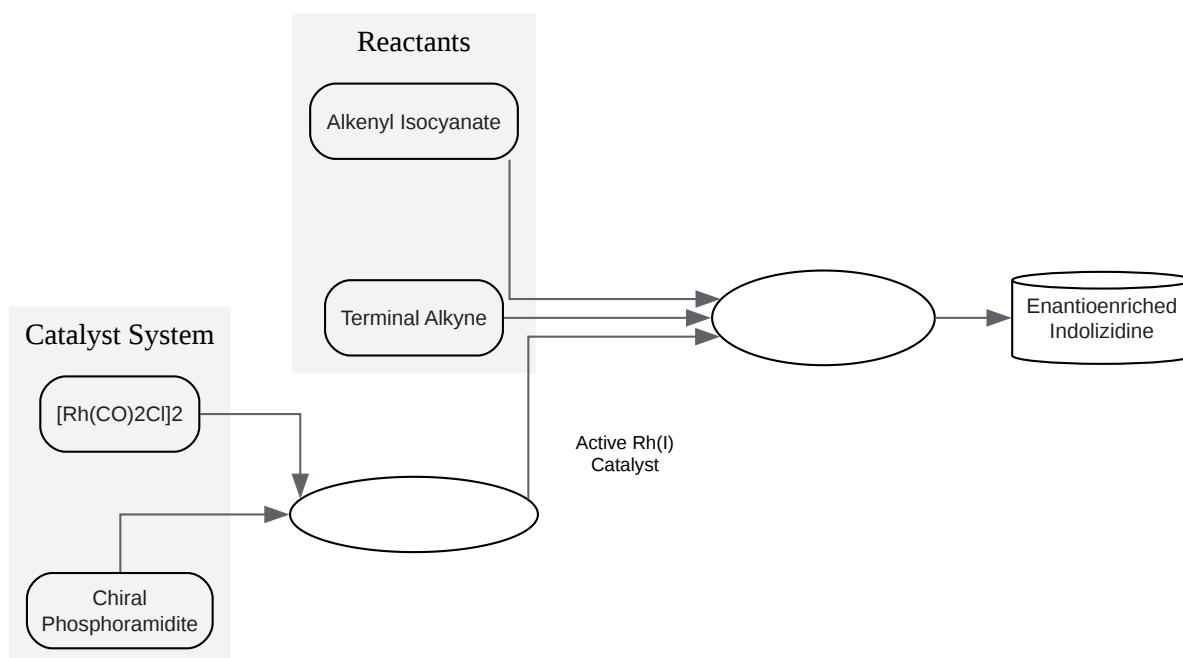 Reactants
Alkenyl Isocyanate
Terminal Alkyne
Catalyst System
[Rh(CO)2Cl]2
Chiral
Phosphoramidite
Active Rh(I)
Catalyst
Enantioenriched
Indolizidine